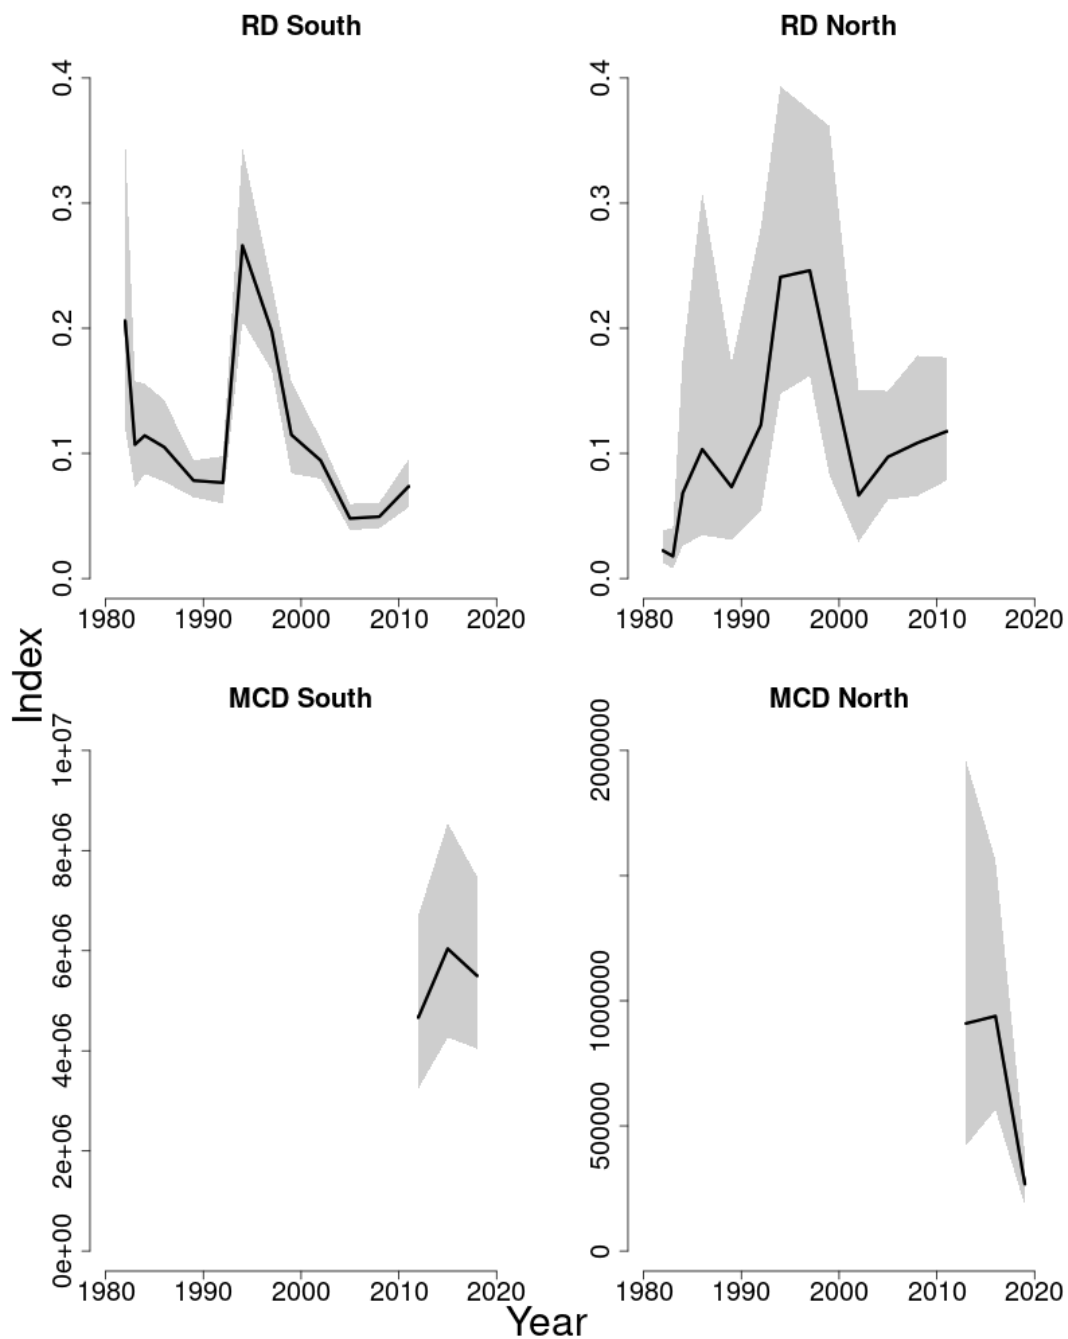 RD South
0.4
0.3
0.2
0.1
0.0
1980 1990 2000 2010 2020
RD North
0.4
0.3
0.2
0.1
0.0
1980 1990 2000 2010 2020
Index
MCD South
1e+07
8e+06
6e+06
4e+06
2e+06
0e+00
1980 1990 2000 2010 2020
MCD North
2000000
1000000
500000
0
1980 1990 2000 2010 2020
Year